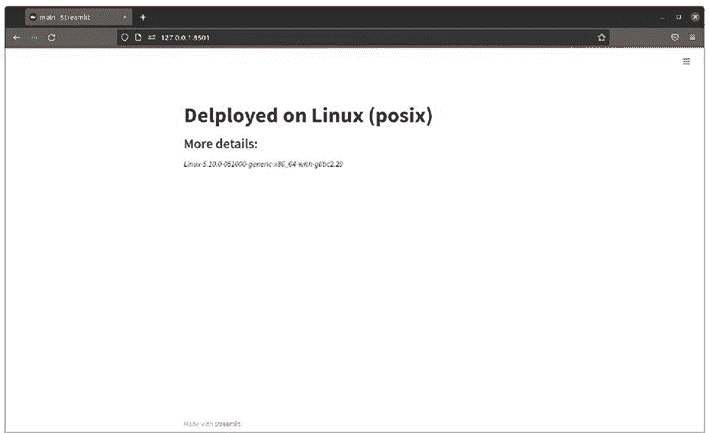 main · Streamlit
127.0.0.1:8501
Delployed on Linux (posix)
More details:
Linux-5.10.0-051000-generic-x86_64-with-glibc2.29
Made with Streamlit